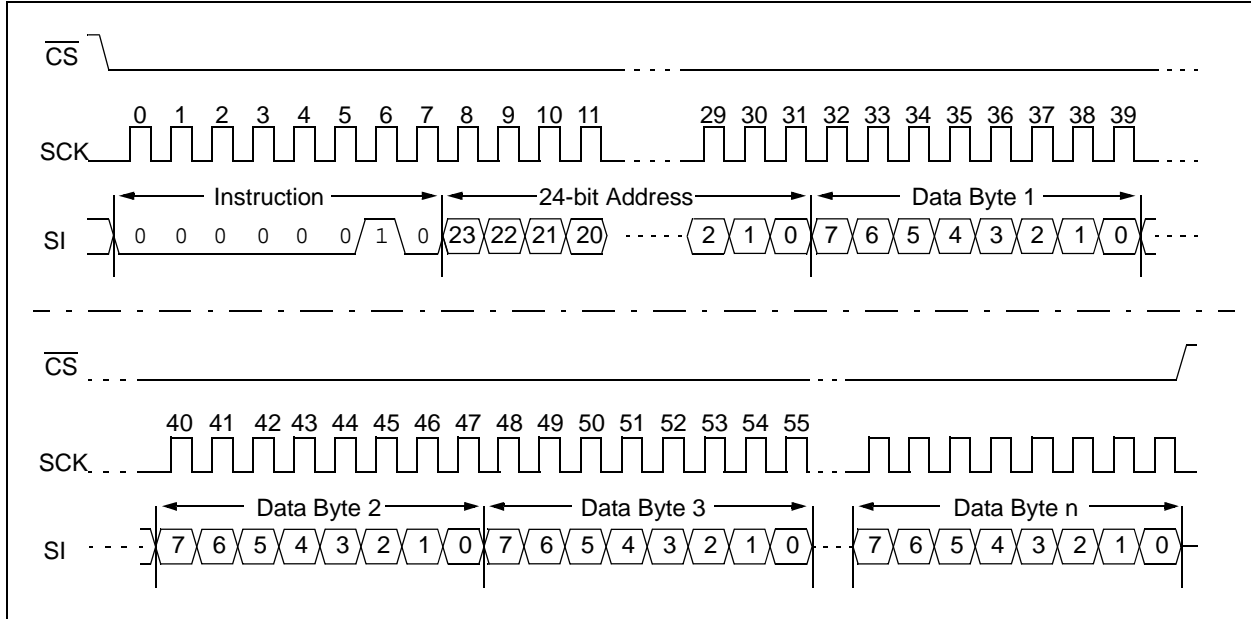 CS
0 1 2 3 4 5 6 7 8 9 10 11 29 30 31 32 33 34 35 36 37 38 39
SCK
Instruction 24-bit Address Data Byte 1
SI 0 0 0 0 0 0 1 0 23 22 21 20 2 1 0 7 6 5 4 3 2 1 0
CS
40 41 42 43 44 45 46 47 48 49 50 51 52 53 54 55
SCK
Data Byte 2 Data Byte 3 Data Byte n
SI 7 6 5 4 3 2 1 0 7 6 5 4 3 2 1 0 7 6 5 4 3 2 1 0